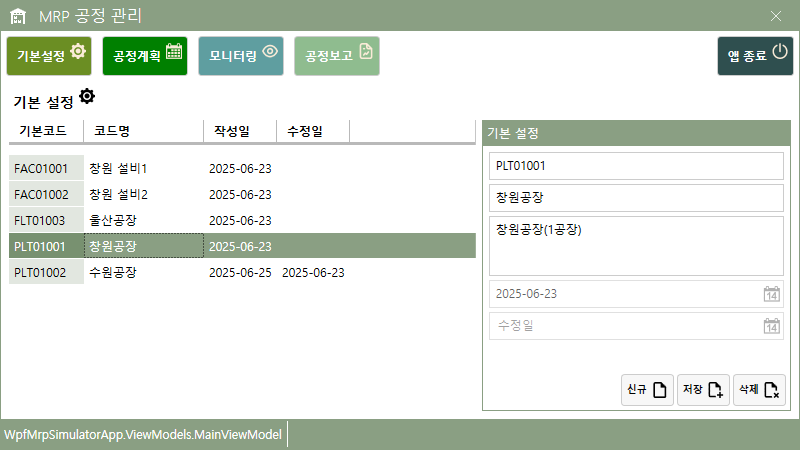 MRP 공정 관리
기본설정 공정계획 모니터링 공정보고 앱 종료
기본 설정
기본코드 코드명 작성일 수정일
FAC01001 창원 설비1 2025-06-23
FAC01002 창원 설비2 2025-06-23
FLT01003 울산공장 2025-06-23
PLT01001 창원공장 2025-06-23
PLT01002 수원공장 2025-06-25 2025-06-23
기본 설정
PLT01001
창원공장
창원공장(1공장)
2025-06-23 14
수정일 14
신규 저장 삭제
WpfMrpSimulatorApp.ViewModels.MainViewModel